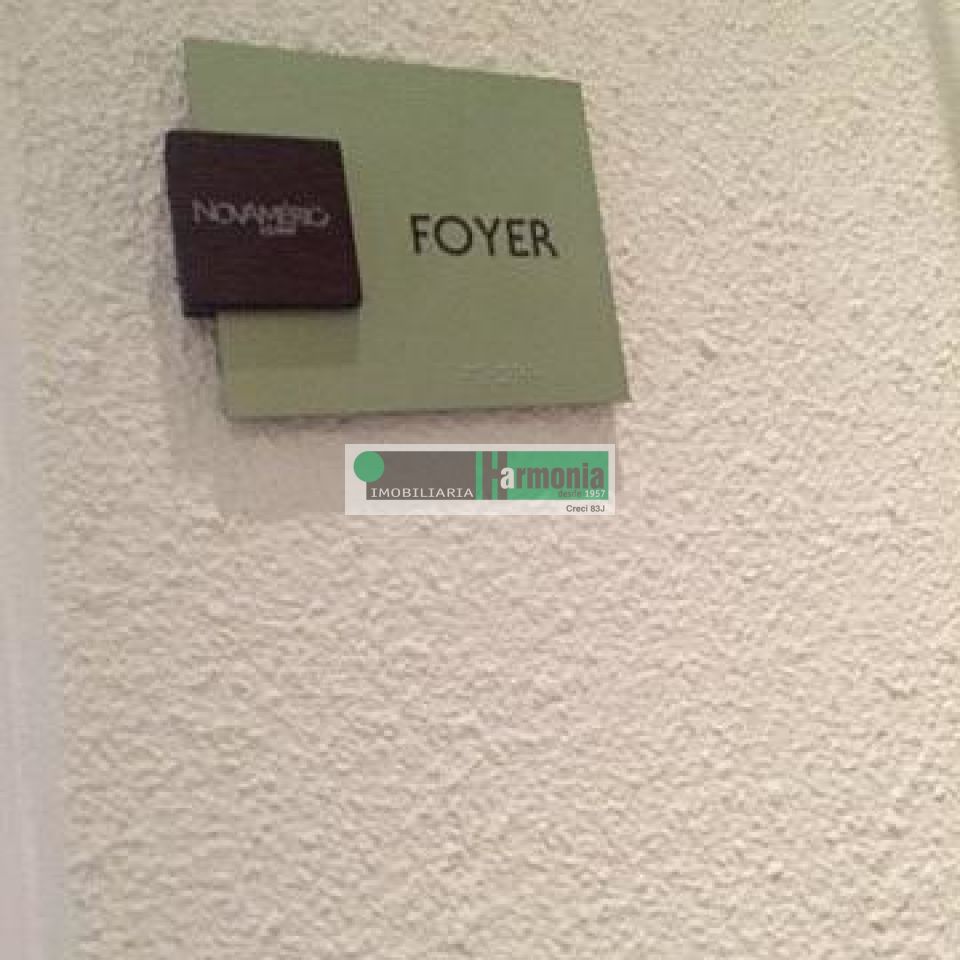 NOVAMÉRICA
FOYER
IMOBILIARIA
Harmonia
desde 1957
Creci 83J